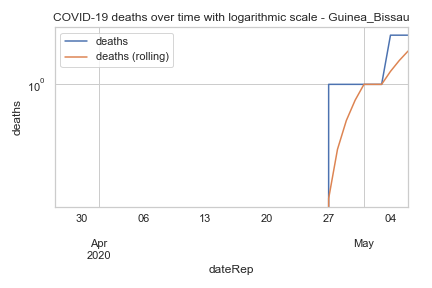 COVID-19 deaths over time with logarithmic scale - Guinea_Bissau
deaths
deaths (rolling)
10⁰
deaths
30 06 13 20 27 04
Apr May
2020
dateRep